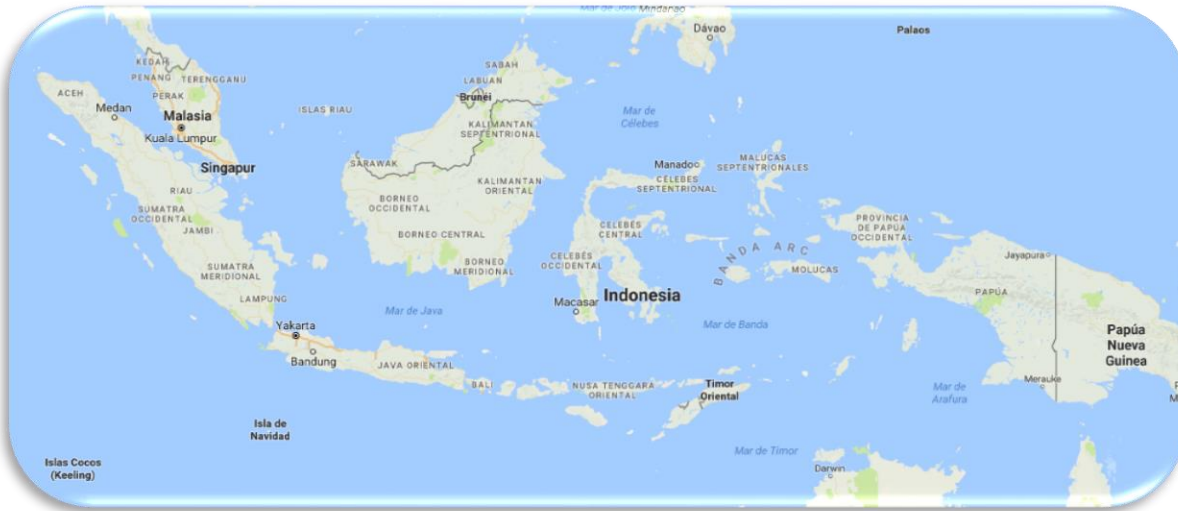 Mar de Joló
Mindanao
Dávao
Palaos
KEDAH
PENANG
TERENGGANU
PERAK
ACEH
Medan
Malasia
Kuala Lumpur
Singapur
ISLAS RIAU
SABAH
LABUAN
Brunei
KALIMANTAN
SEPTENTRIONAL
SARAWAK
KALIMANTAN
ORIENTAL
BORNEO
OCCIDENTAL
BORNEO CENTRAL
BORNEO
MERIDIONAL
Mar de
Célebes
Manado
CÉLEBES
SEPTENTRIONAL
MALUCAS
SEPTENTRIONALES
CÉLEBES
CENTRAL
CÉLEBES
OCCIDENTAL
BANDA ARC
MOLUCAS
PROVINCIA
DE PAPÚA
OCCIDENTAL
Jayapura
PAPÚA
Papúa
Nueva
Guinea
RIAU
SUMATRA
OCCIDENTAL
JAMBI
SUMATRA
MERIDIONAL
LAMPUNG
Indonesia
Macasar
Mar de Java
Mar de Banda
Yakarta
Bandung
JAVA ORIENTAL
BALI
NUSA TENGGARA
ORIENTAL
Timor
Oriental
Mar de
Arafura
Merauke
Isla de
Navidad
Islas Cocos
(Keeling)
Mar de Timor
Darwin